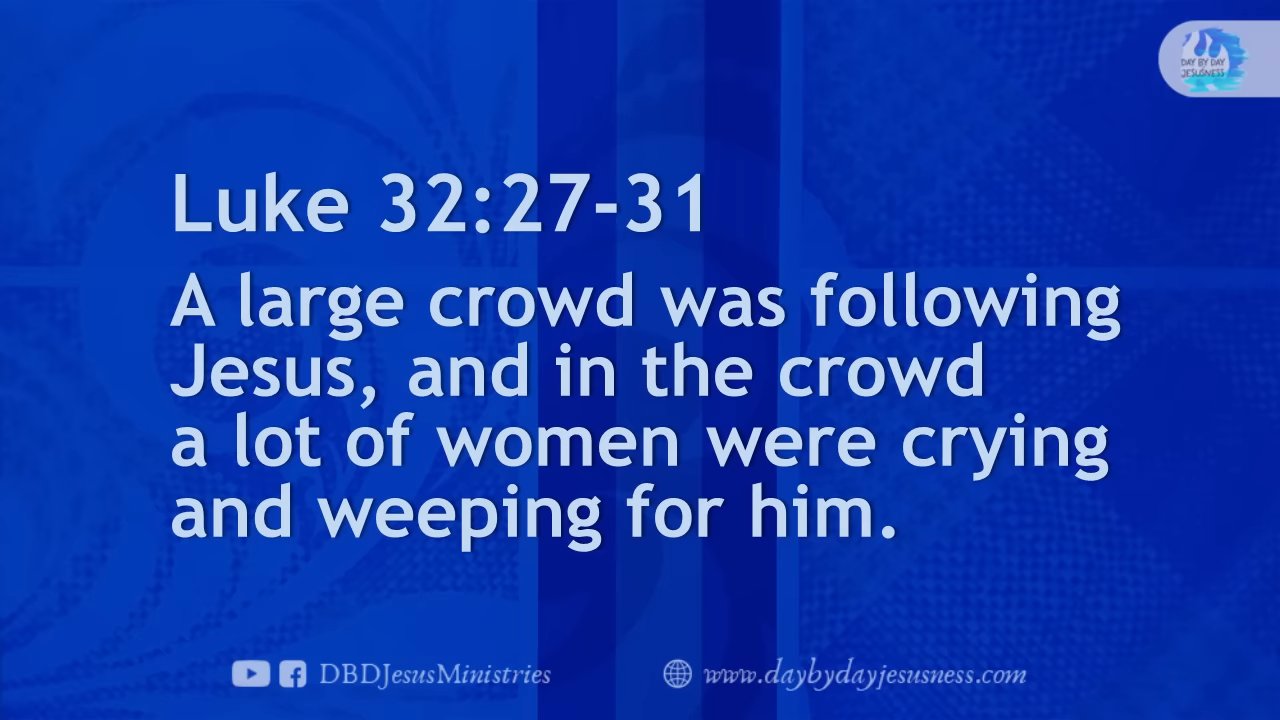 DAY BY DAY
JESUSNESS
Luke 32:27-31
A large crowd was following
Jesus, and in the crowd
a lot of women were crying
and weeping for him.
DBDJesusMinistries
www.daybydayjesusness.com